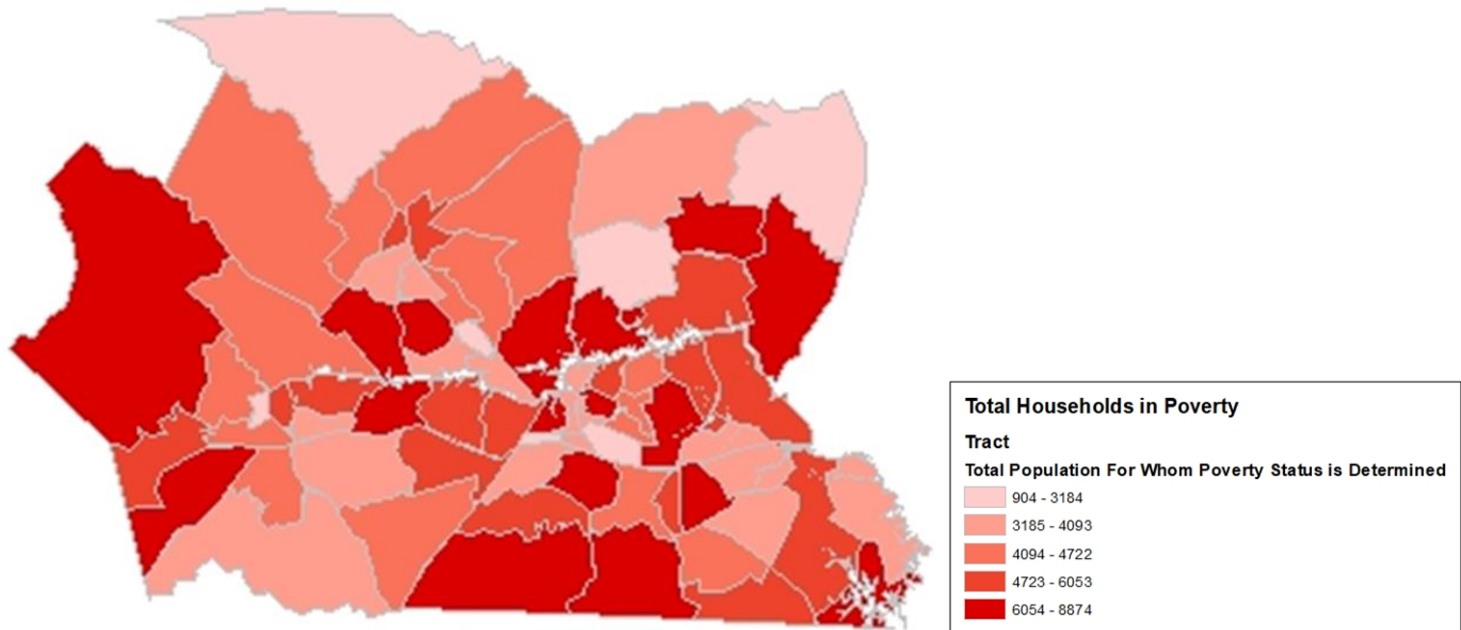 Total Households in Poverty
Tract
Total Population For Whom Poverty Status is Determined
904 - 3184
3185 - 4093
4094 - 4722
4723 - 6053
6054 - 8874